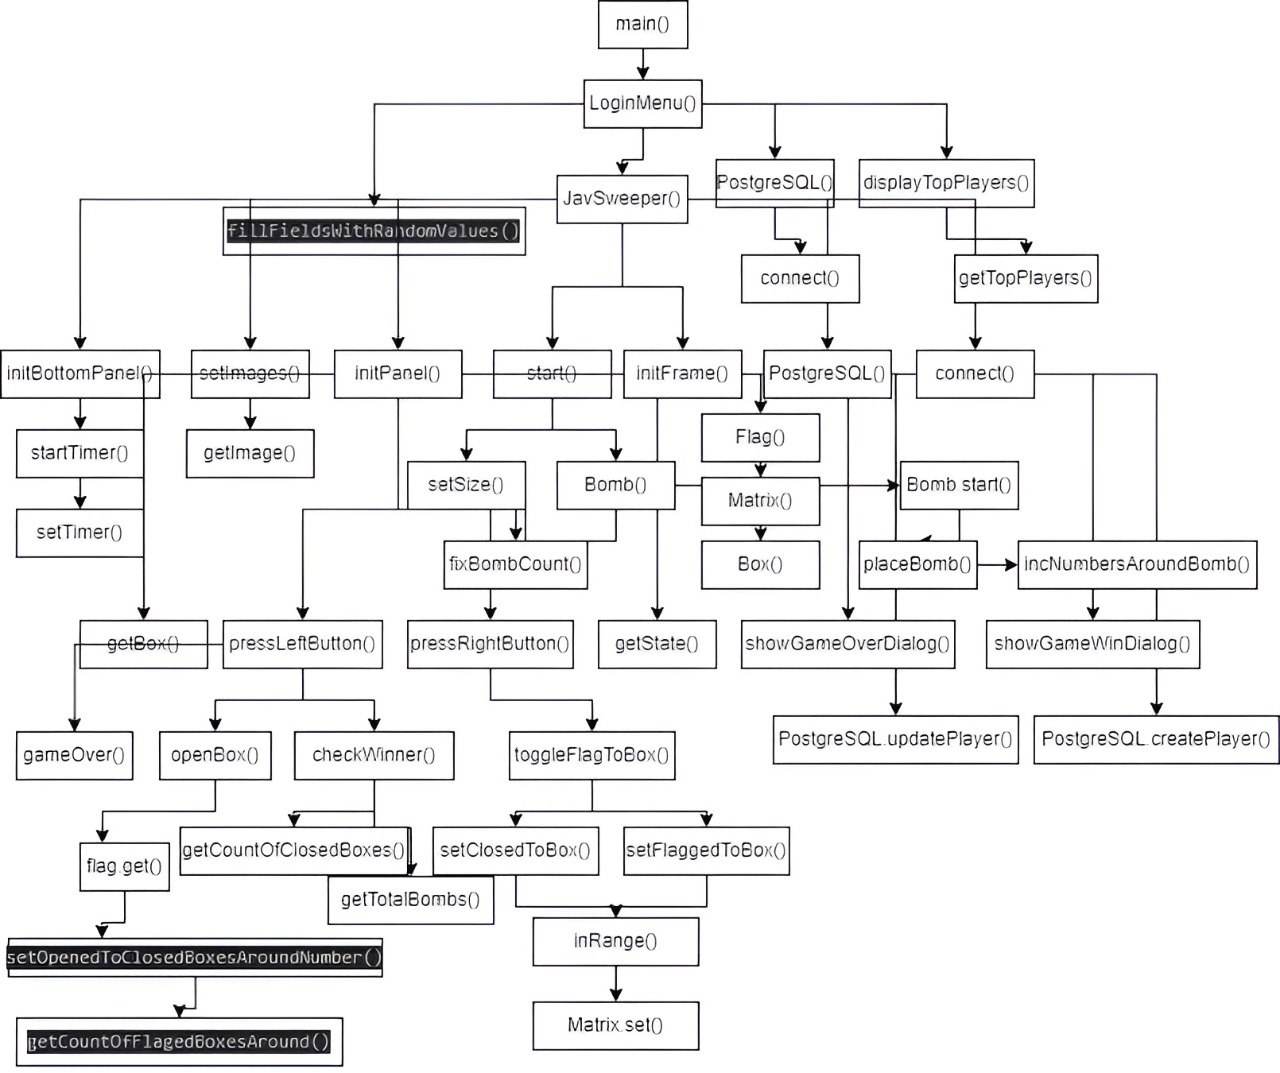 main()
LoginMenu()
PostgreSQL()
displayTopPlayers()
JavSweeper()
fillFieldsWithRandomValues()
connect()
getTopPlayers()
initBottomPanel()
setImages()
initPanel()
start()
initFrame()
PostgreSQL()
connect()
Flag()
startTimer()
getImage()
setSize()
Bomb()
Bomb start()
Matrix()
setTimer()
fixBombCount()
Box()
placeBomb()
incNumbersAroundBomb()
getBox()
pressLeftButton()
pressRightButton()
getState()
showGameOverDialog()
showGameWinDialog()
gameOver()
openBox()
checkWinner()
toggleFlagToBox()
PostgreSQL.updatePlayer()
PostgreSQL.createPlayer()
getCountOfClosedBoxes()
setClosedToBox()
setFlaggedToBox()
flag.get()
getTotalBombs()
inRange()
setOpenedToClosedBoxesAroundNumber()
Matrix.set()
getCountOfFlagedBoxesAround()